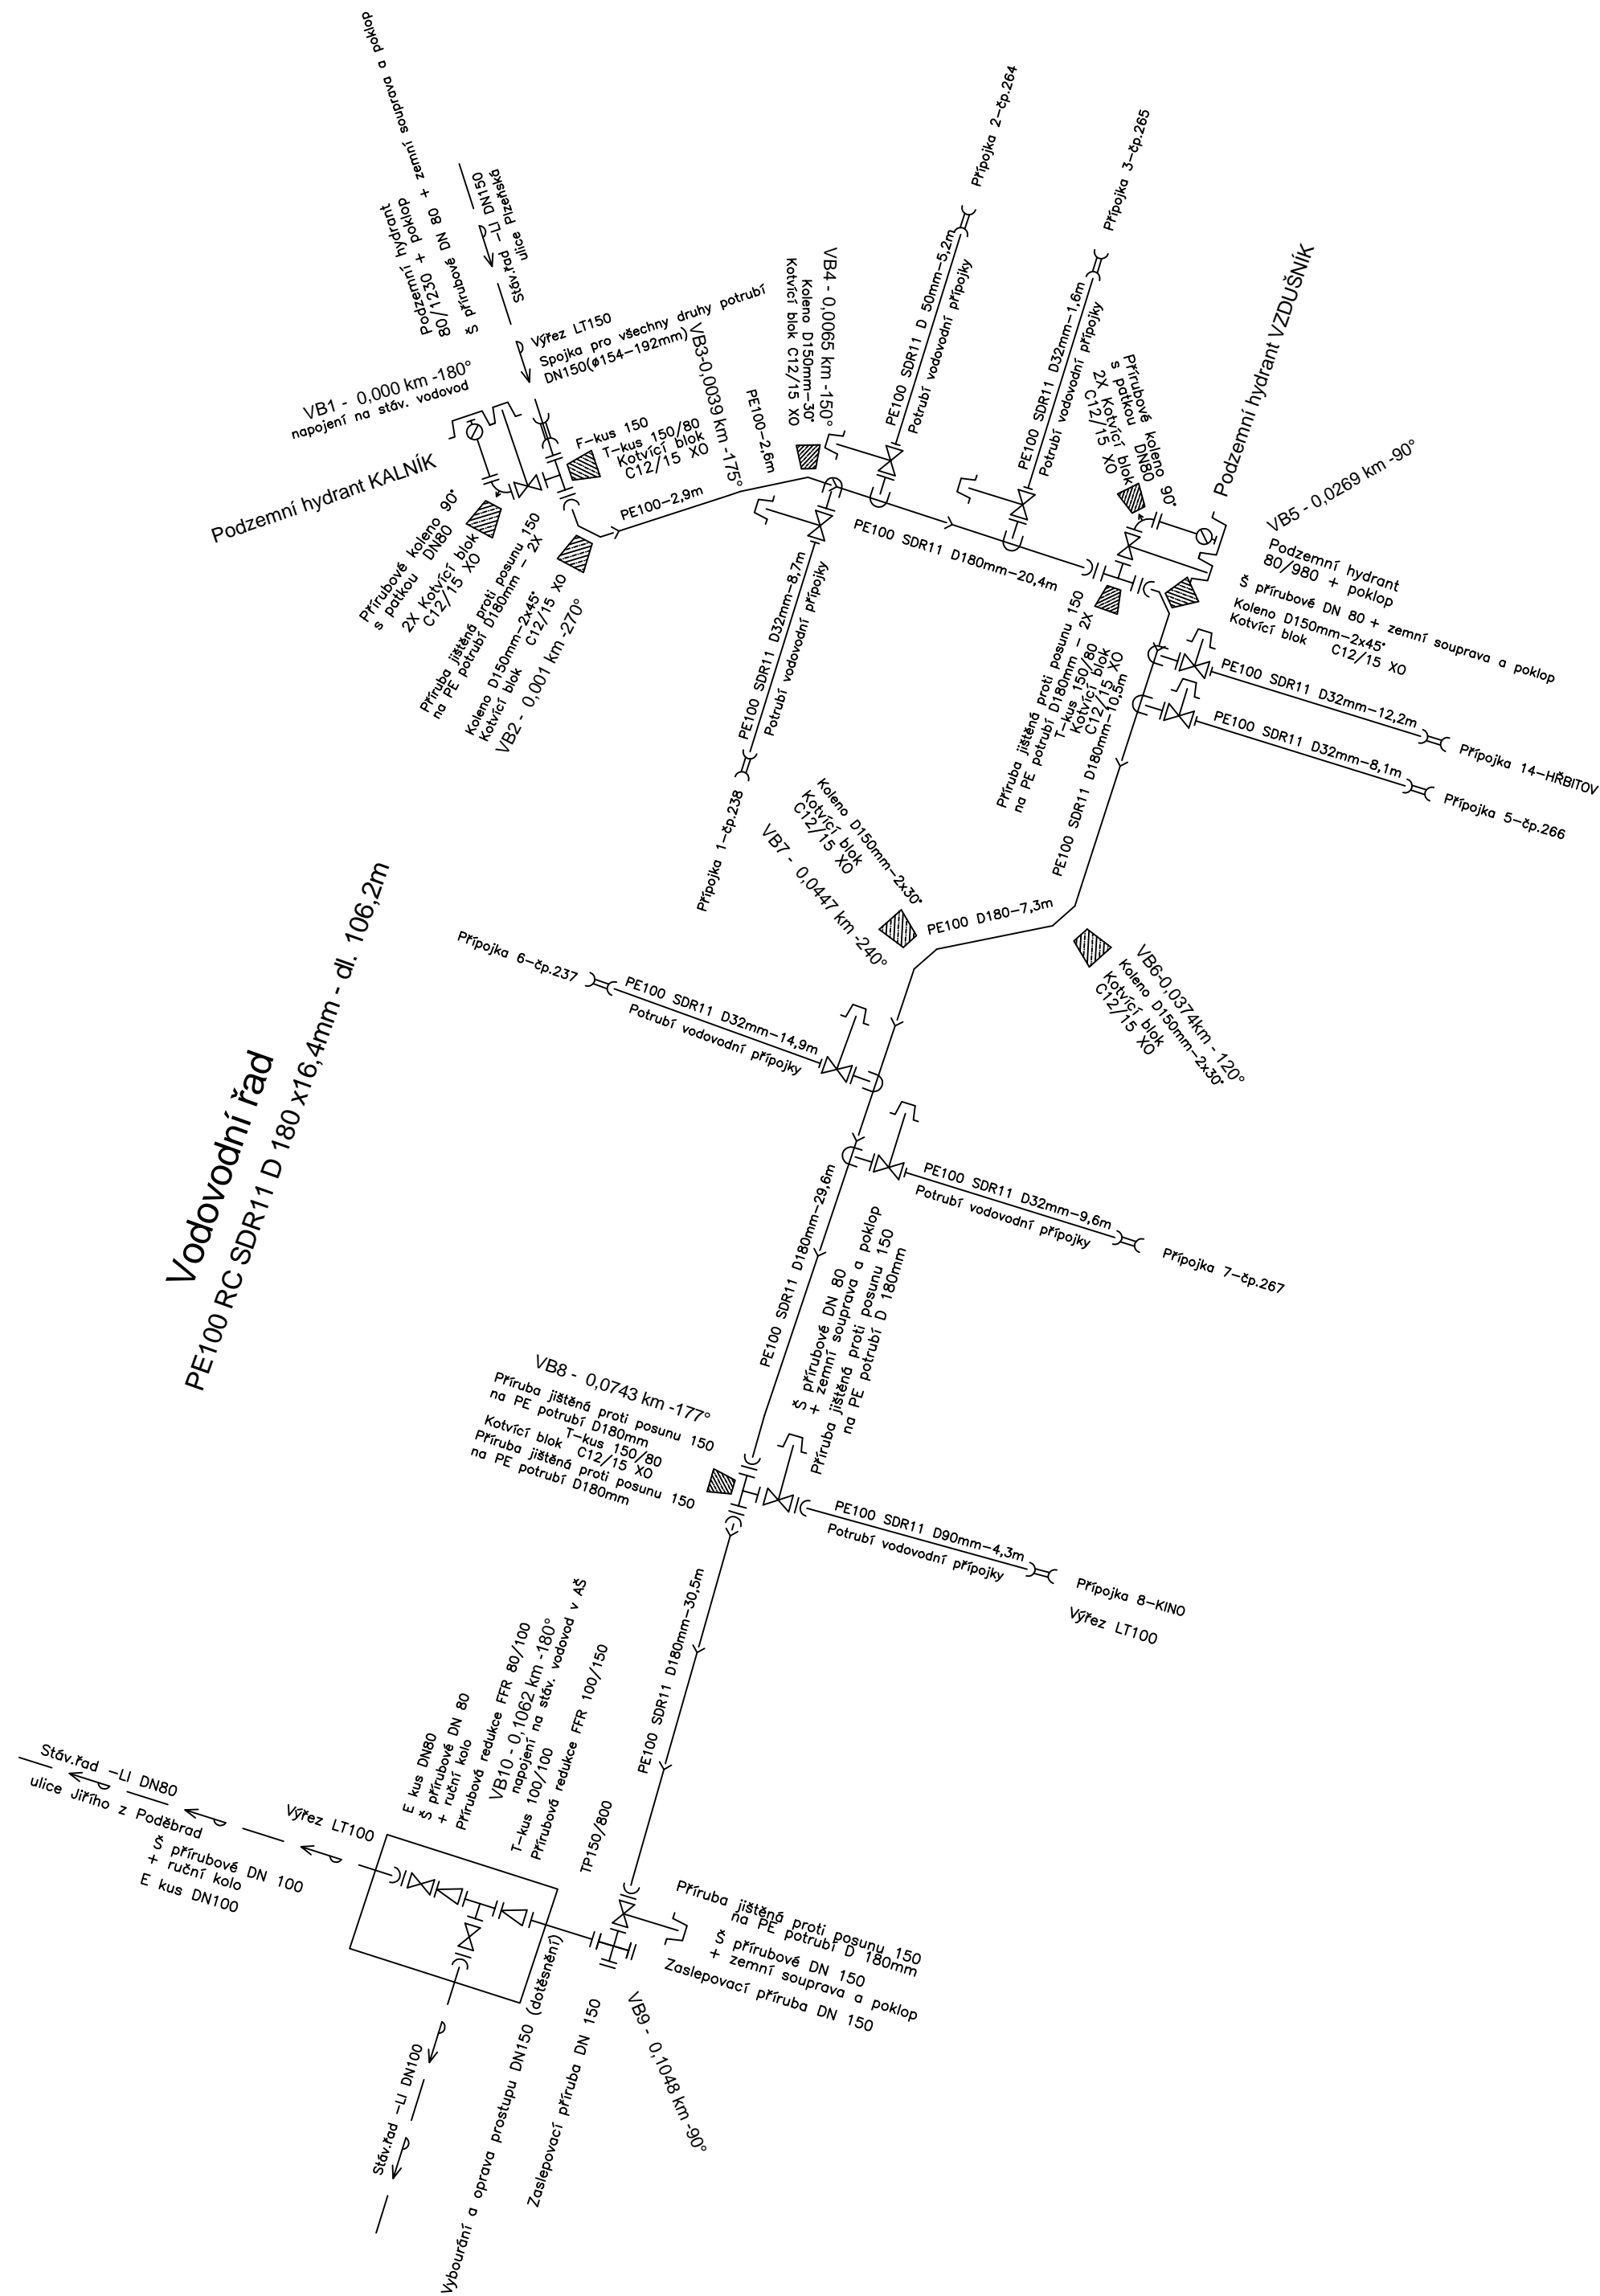 Š přírubové DN 80 + zemní souprava a poklop
Podzemní hydrant
80/1230 + poklop
Stáv.řad – LI DN150
ulice Plzeňská
Výřez LT150
Spojka pro všechny druhy potrubí
DN150(ø154–192mm)
VB1 - 0,000 km -180°
napojení na stáv. vodovod
Podzemní hydrant KALNÍK
F–kus 150
T–kus 150/80
Kotvící blok
C12/15 XO
Přírubové koleno 90°
s patkou DN80
2X Kotvící blok
C12/15 XO
Příruba jištěná proti posunu 150
na PE potrubí D180mm – 2X
Koleno D150mm–2x45°
Kotvící blok C12/15 XO
VB2 - 0,001 km -270°
PE100–2,9m
VB3-0,0039 km -175°
PE100–2,6m
VB4 - 0,0065 km -150°
Koleno D150mm–30°
Kotvící blok C12/15 XO
PE100 SDR11 D32mm–8,7m
Potrubí vodovodní přípojky
Přípojka 1–čp.238
PE100 SDR11 D 50mm–5,2m
Potrubí vodovodní přípojky
Přípojka 2–čp.264
PE100 SDR11 D32mm–1,6m
Potrubí vodovodní přípojky
Přípojka 3–čp.265
PE100 SDR11 D180mm–20,4m
Přírubové koleno 90°
s patkou DN80
2X Kotvící blok
C12/15 XO
Podzemní hydrant VZDUŠNÍK
VB5 - 0,0269 km -90°
Podzemní hydrant
80/980 + poklop
Š přírubové DN 80 + zemní souprava a poklop
Koleno D150mm–2x45°
Kotvící blok C12/15 XO
Příruba jištěná proti posunu 150
na PE potrubí D180mm – 2X
T–kus 150/80
Kotvící blok
C12/15 XO
PE100 SDR11 D180mm–10,5m
PE100 SDR11 D32mm–12,2m
Přípojka 14–HŘBITOV
PE100 SDR11 D32mm–8,1m
Přípojka 5–čp.266
Koleno D150mm–2x30°
Kotvící blok
C12/15 XO
VB7 - 0,0447 km -240°
PE100 D180–7,3m
VB6-0,0374km - 120°
Koleno D150mm–2x30°
Kotvící blok
C12/15 XO
Přípojka 6–čp.237
PE100 SDR11 D32mm–14,9m
Potrubí vodovodní přípojky
Vodovodní řad
PE100 RC SDR11 D 180 x16,4mm - dl. 106,2m
PE100 SDR11 D32mm–9,6m
Potrubí vodovodní přípojky
Přípojka 7–čp.267
PE100 SDR11 D180mm–29,6m
Š přírubové DN 80
+ zemní souprava a poklop
Příruba jištěná proti posunu 150
na PE potrubí D 180mm
VB8 - 0,0743 km -177°
Příruba jištěná proti posunu 150
na PE potrubí D180mm
T–kus 150/80
Kotvící blok C12/15 XO
Příruba jištěná proti posunu 150
na PE potrubí D180mm
PE100 SDR11 D90mm–4,3m
Potrubí vodovodní přípojky
Přípojka 8–KINO
Výřez LT100
PE100 SDR11 D180mm–30,5m
E kus DN80
Š přírubové DN 80
+ ruční kolo
Přírubová redukce FFR 80/100
VB10 - 0,1062 km -180°
napojení na stáv. vodovod v AŠ
T–kus 100/100
Přírubová redukce FFR 100/150
TP150/800
Stáv.řad –LI DN80
ulice Jiřího z Poděbrad
Výřez LT100
Š přírubové DN 100
+ ruční kolo
E kus DN100
Příruba jištěná proti posunu 150
na PE potrubí D 180mm
Š přírubové DN 150
+ zemní souprava a poklop
Zaslepovací příruba DN 150
VB9 - 0,1048 km -90°
Zaslepovací příruba DN 150
Vybourání a oprava prostupu DN150 (dotěsnění)
Stáv.řad –LI DN100